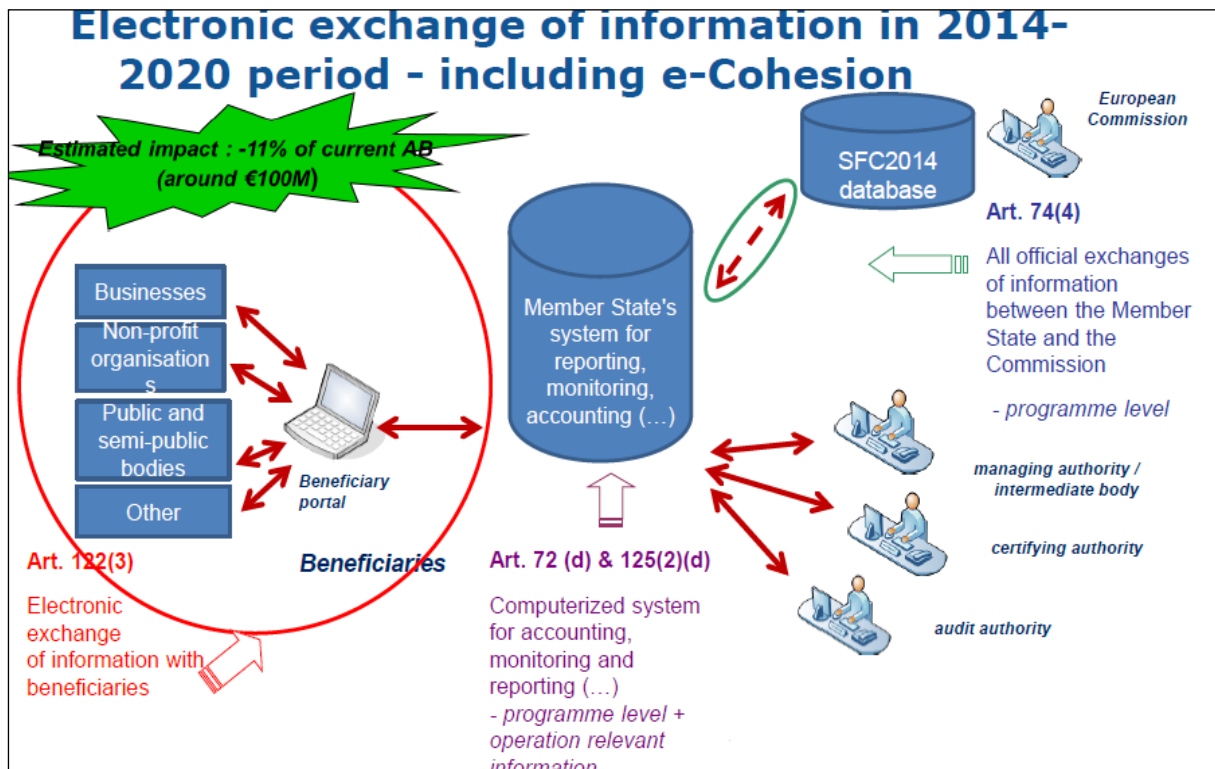 Electronic exchange of information in 2014-
2020 period - including e-Cohesion
Estimated impact : -11% of current AB
(around €100M)
Businesses
Non-profit
organisation
s
Public and
semi-public
bodies
Other
Beneficiary
portal
Beneficiaries
Art. 122(3)
Electronic
exchange
of information with
beneficiaries
Member State's
system for
reporting,
monitoring,
accounting (...)
Art. 72 (d) & 125(2)(d)
Computerized system
for accounting,
monitoring and
reporting (...)
- programme level +
operation relevant
information
SFC2014
database
European
Commission
Art. 74(4)
All official exchanges
of information
between the Member
State and the
Commission
- programme level
managing authority /
intermediate body
certifying authority
audit authority